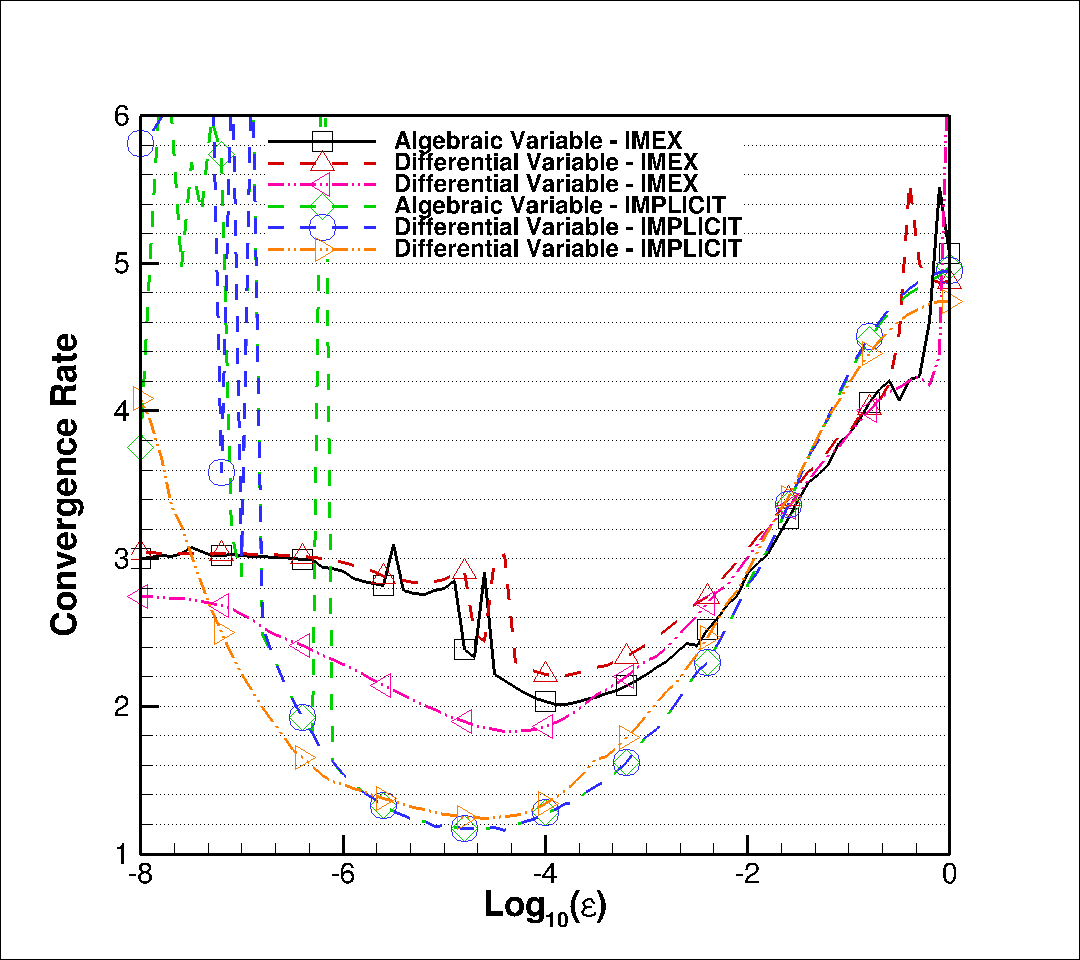 6
5
4
3
2
1
Convergence Rate
Algebraic Variable - IMEX
Differential Variable - IMEX
Differential Variable - IMEX
Algebraic Variable - IMPLICIT
Differential Variable - IMPLICIT
Differential Variable - IMPLICIT
-8 -6 -4 -2 0
Log10(ε)